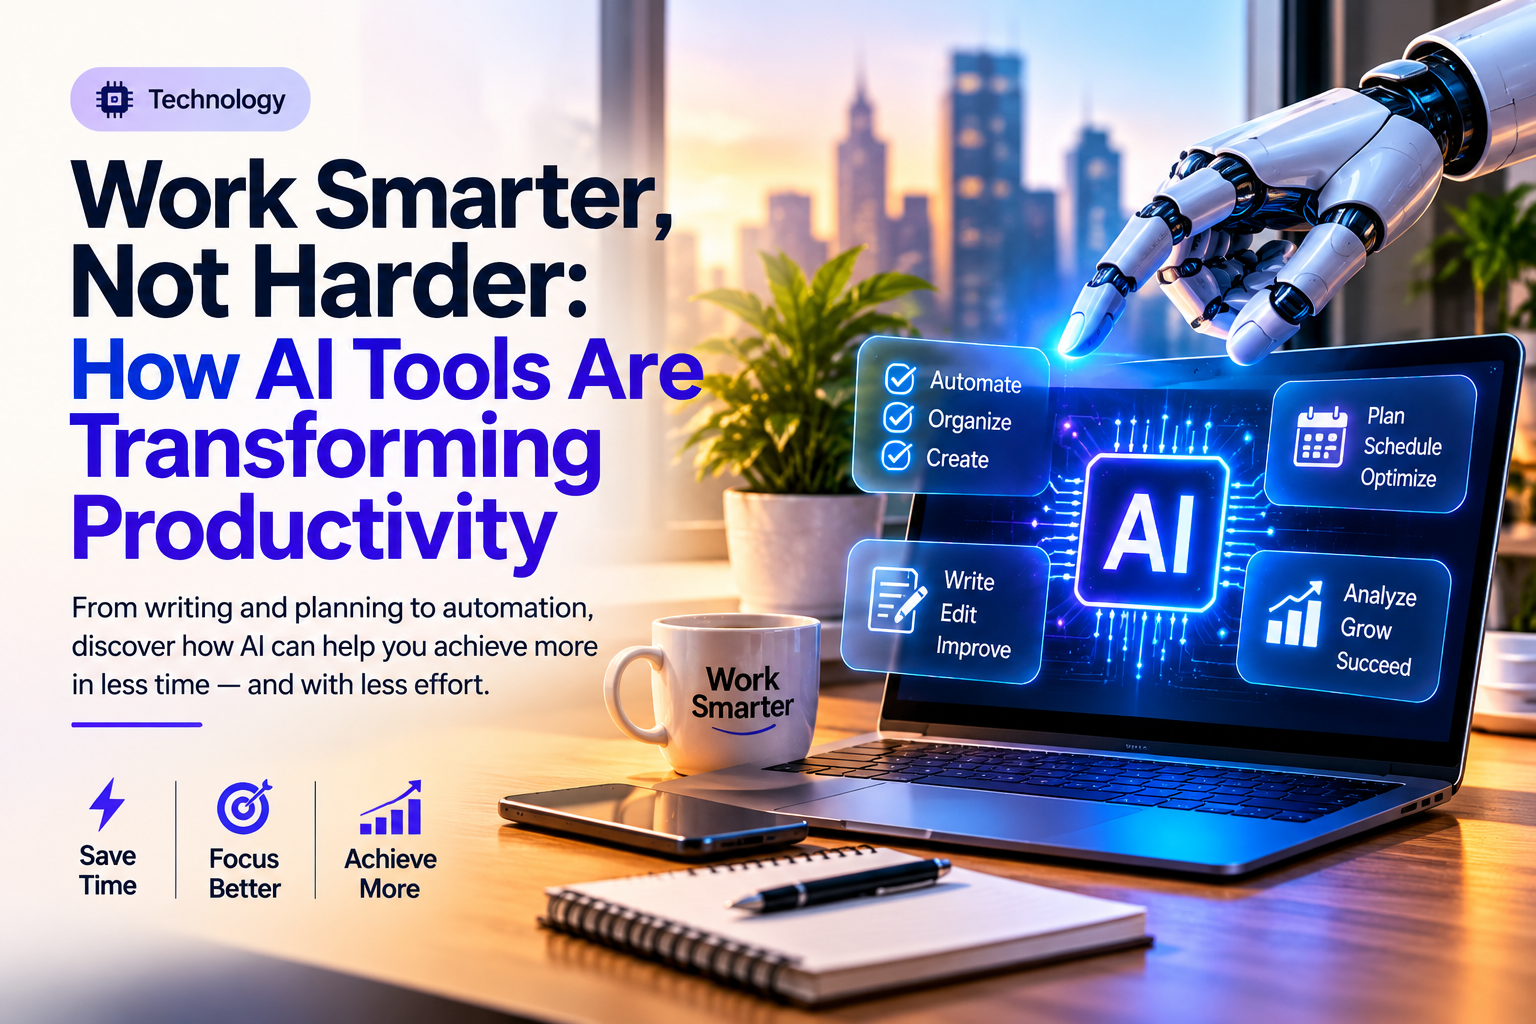 Technology
Work Smarter,
Not Harder:
How AI Tools Are
Transforming
Productivity
From writing and planning to automation,
discover how AI can help you achieve more
in less time — and with less effort.
Save
Time
Focus
Better
Achieve
More
Work
Smarter
Automate
Organize
Create
Plan
Schedule
Optimize
AI
Write
Edit
Improve
Analyze
Grow
Succeed